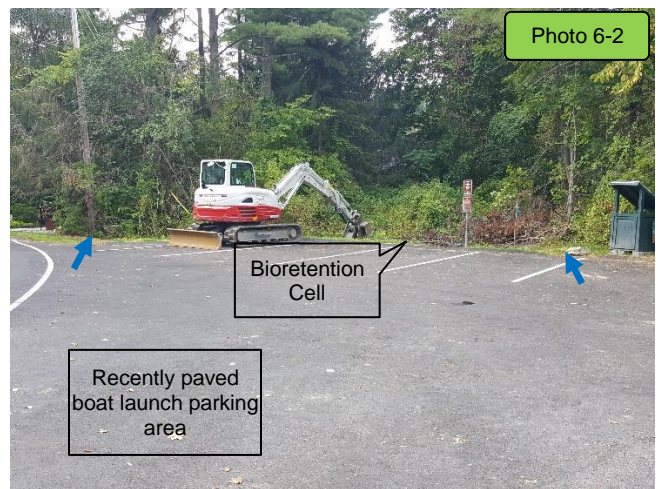 Photo 6-2
Bioretention
Cell
Recently paved
boat launch parking
area